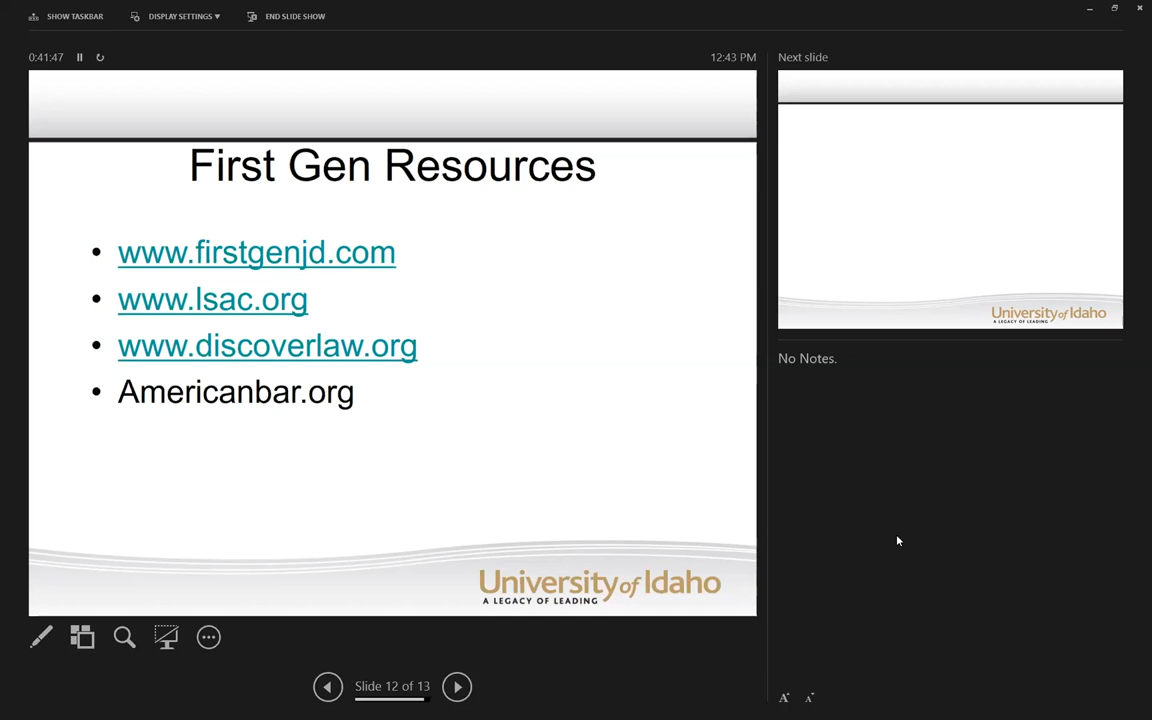 SHOW TASKBAR
DISPLAY SETTINGS ▼
END SLIDE SHOW
0:41:47
12:43 PM
First Gen Resources
• www.firstgenjd.com
• www.lsac.org
• www.discoverlaw.org
• Americanbar.org
University of Idaho
A LEGACY OF LEADING
Slide 12 of 13
Next slide
University of Idaho
A LEGACY OF LEADING
No Notes.
A
A